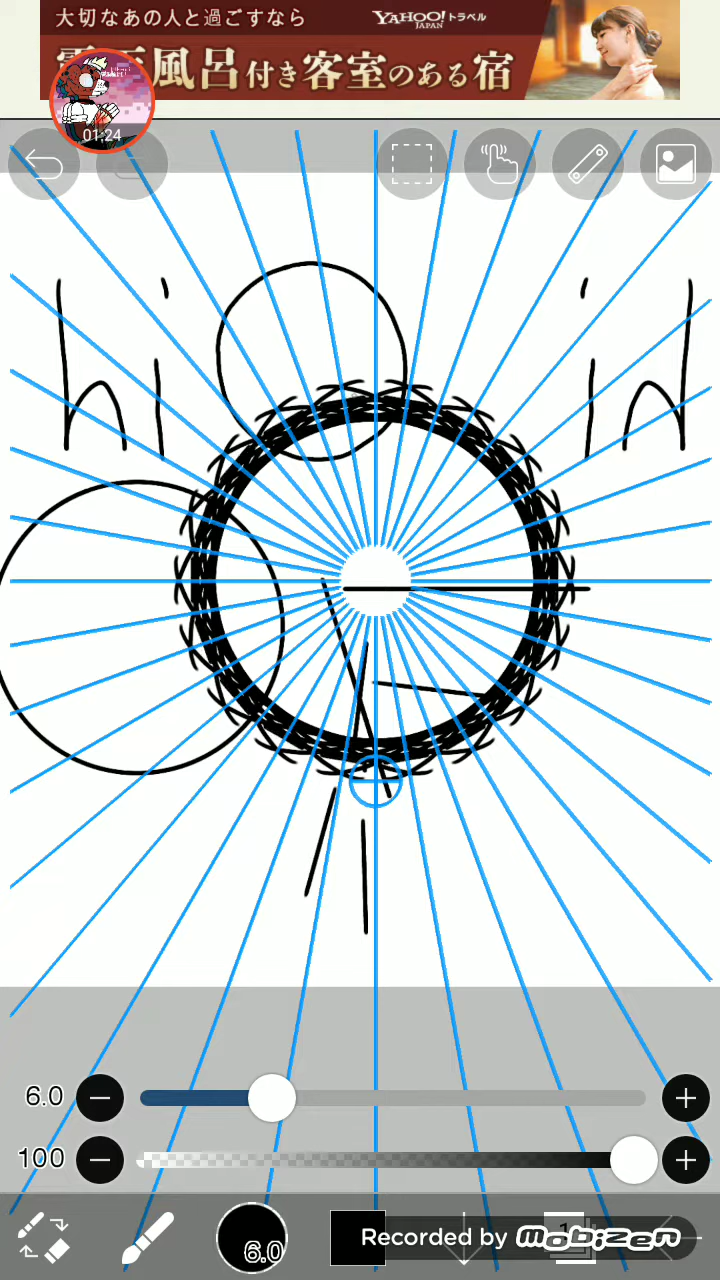 大切なあの人と過ごすなら
YAHOO! トラベル
JAPAN
風呂付き客室のある宿
01:24
hi
6.0
100
6.0
1
Recorded by mobizen